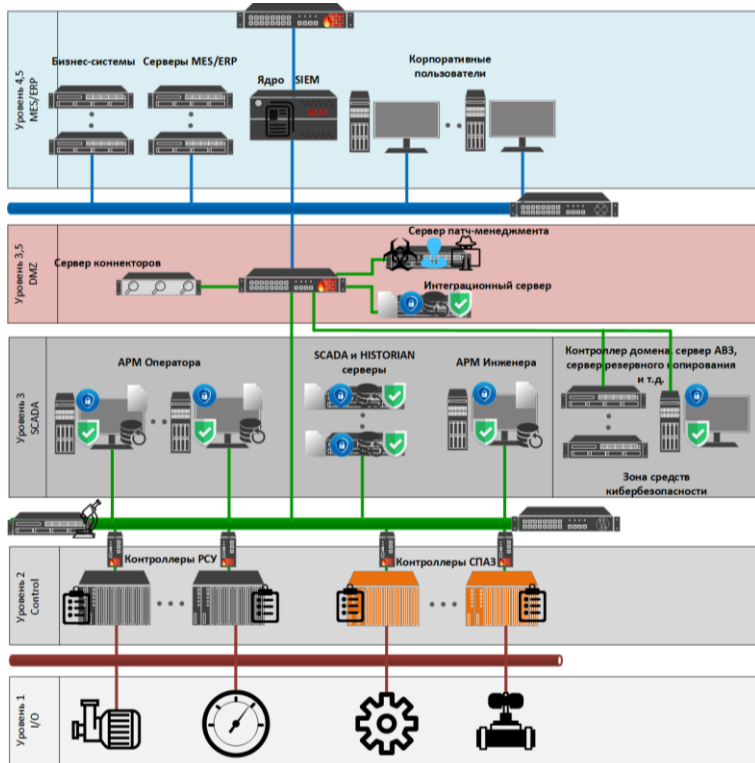 Уровень 4,5
MES/ERP
Бизнес-системы
Серверы MES/ERP
Ядро SIEM
SIEM
Корпоративные
пользователи
Уровень 3,5
DMZ
Сервер коннекторов
Сервер патч-менеджмента
Интеграционный сервер
Уровень 3
SCADA
АРМ Оператора
SCADA и HISTORIAN
серверы
АРМ Инженера
Контроллер домена, сервер АВЗ,
сервер резервного копирования
и т.д.
Зона средств
кибербезопасности
Уровень 2
Control
Контроллеры РСУ
Контроллеры СПАЗ
Уровень 1
I/O